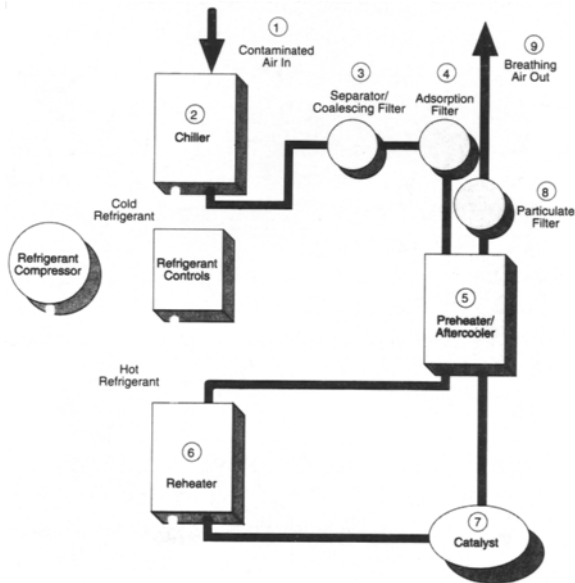 1
Contaminated
Air In
2
Chiller
3
Separator/
Coalescing Filter
4
Adsorption
Filter
9
Breathing
Air Out
8
Particulate
Filter
Cold
Refrigerant
Refrigerant
Compressor
Refrigerant
Controls
5
Preheater/
Aftercooler
Hot
Refrigerant
6
Reheater
7
Catalyst